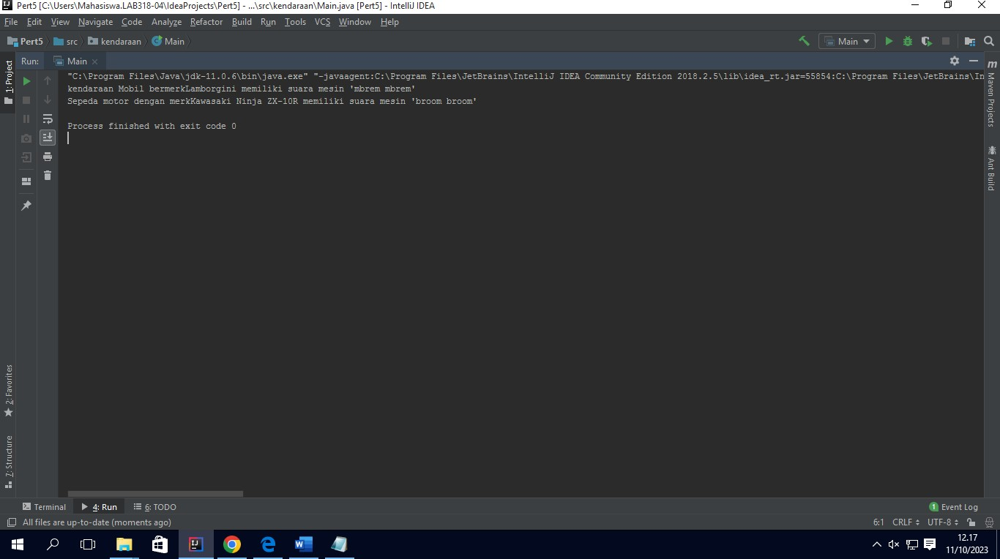 Pert5 [C:\Users\Mahasiswa.LAB318-04\IdeaProjects\Pert5] - ...\src\kendaraan\Main.java [Pert5] - IntelliJ IDEA
File Edit View Navigate Code Analyze Refactor Build Run Tools VCS Window Help
Pert5 src kendaraan Main Main
Run: Main
1: Project
"C:\Program Files\Java\jdk-11.0.6\bin\java.exe" "-javaagent:C:\Program Files\JetBrains\IntelliJ IDEA Community Edition 2018.2.5\lib\idea_rt.jar=55854:C:\Program Files\JetBrains\In
kendaraan Mobil bermerkLamborgini memiliki suara mesin 'mbrem mbrem'
Sepeda motor dengan merkKawasaki Ninja ZX-10R memiliki suara mesin 'broom broom'
Process finished with exit code 0
m Maven Projects
Ant Build
2: Favorites
7: Structure
Terminal 4: Run 6: TODO 1 Event Log
All files are up-to-date (moments ago) 6:1 CRLF UTF-8
12.17
11/10/2023